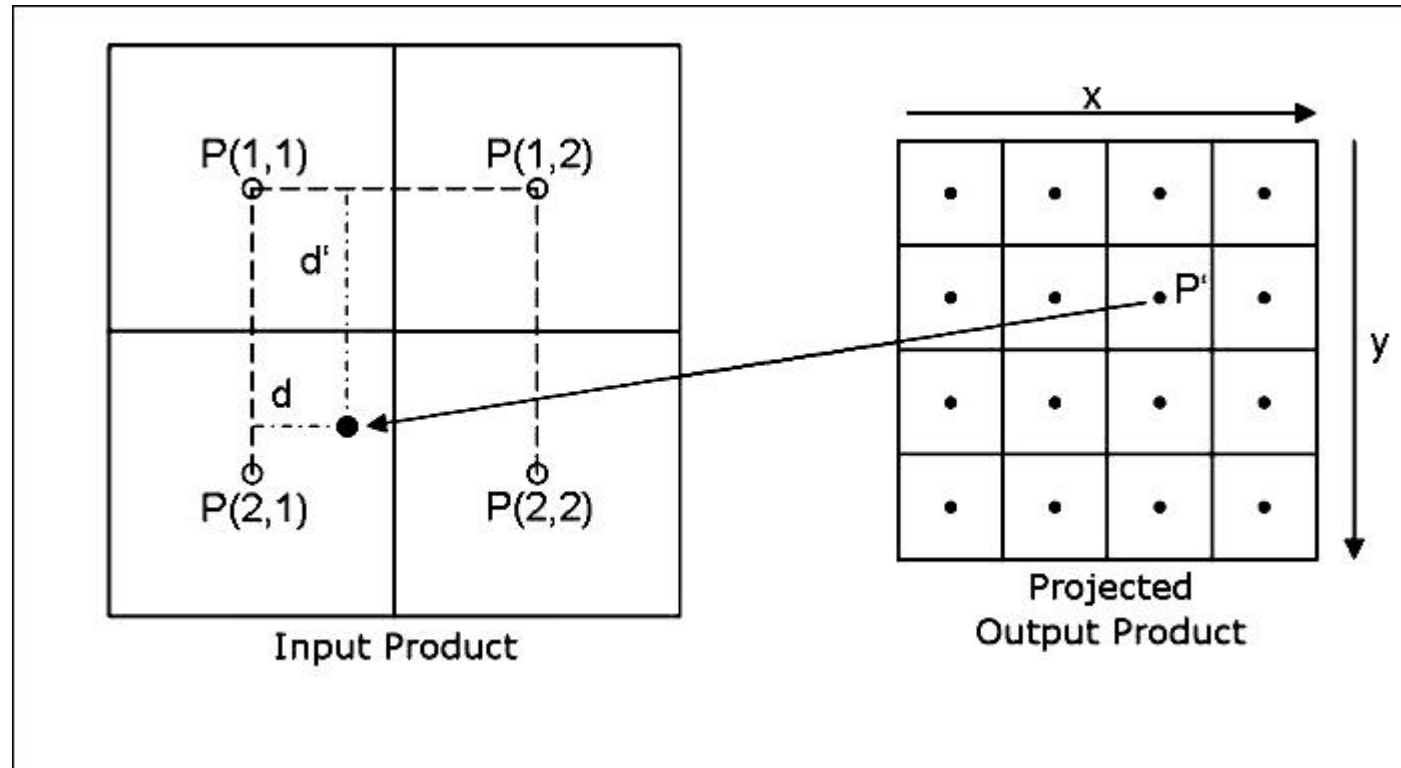 P(1,1)
P(1,2)
d‘
d
P(2,1)
P(2,2)
Input Product
x
P‘
y
Projected
Output Product